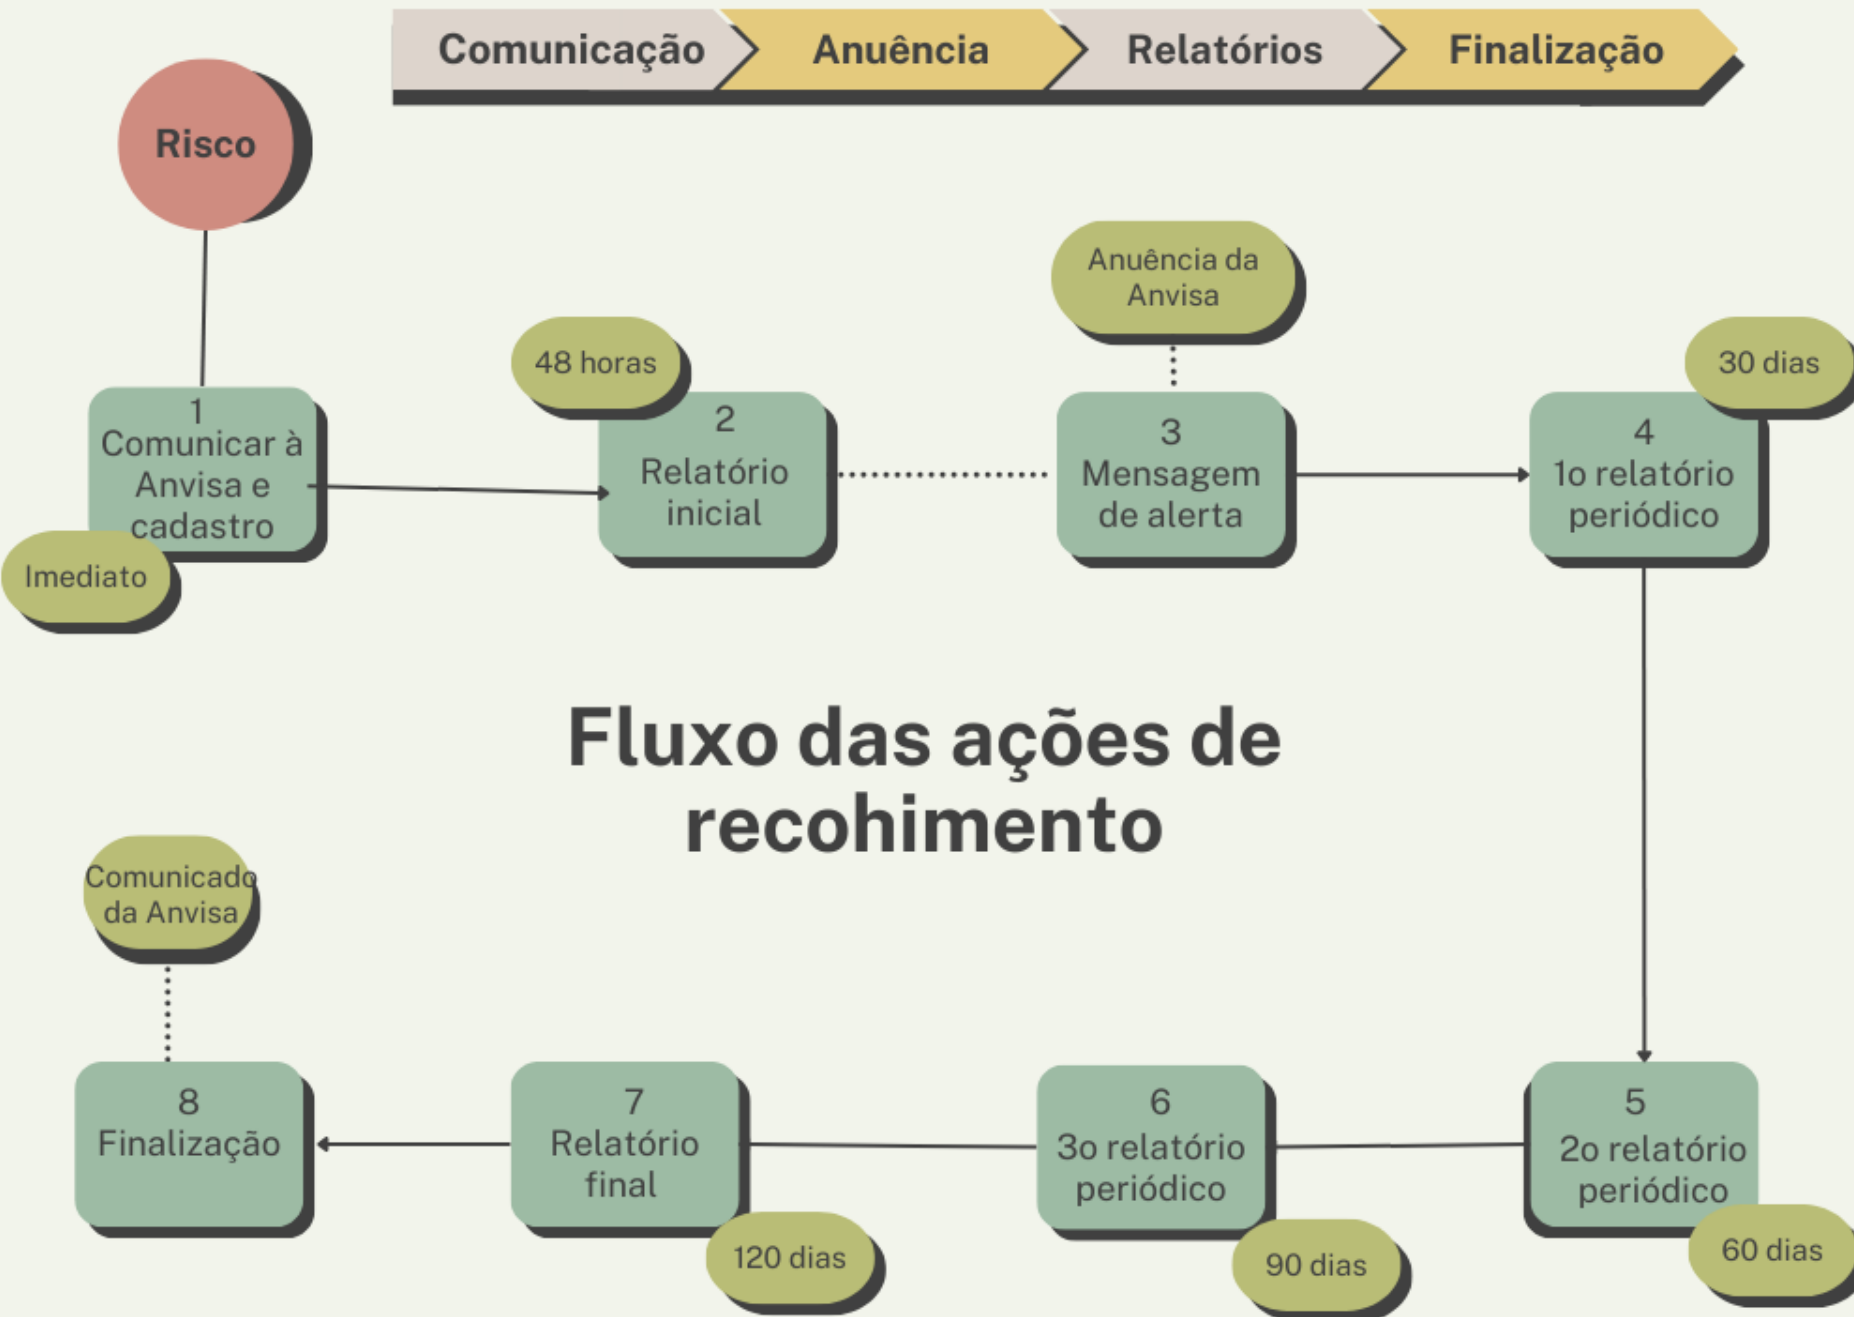 Comunicação
Anuência
Relatórios
Finalização
Risco
1
Comunicar à
Anvisa e
cadastro
Imediato
48 horas
2
Relatório
inicial
Anuência da
Anvisa
3
Mensagem
de alerta
30 dias
4
1o relatório
periódico
Fluxo das ações de
recohimento
5
2o relatório
periódico
60 dias
6
3o relatório
periódico
90 dias
7
Relatório
final
120 dias
Comunicado
da Anvisa
8
Finalização